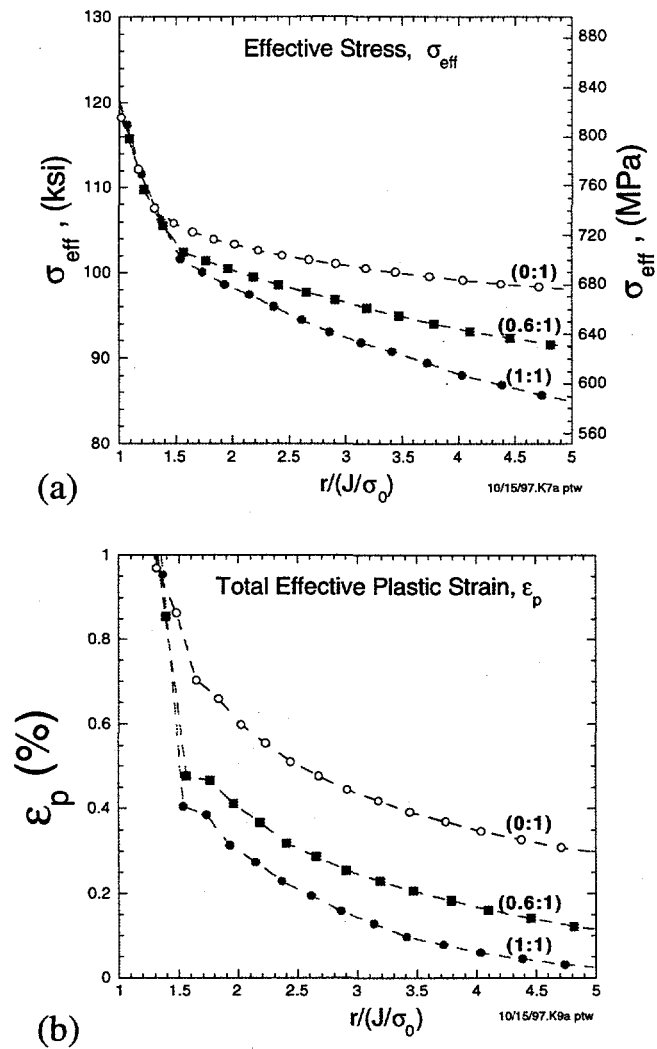 Effective Stress, σeff
130
120
110
100
90
80
σeff , (ksi)
880
840
800
760
720
680
640
600
560
σeff , (MPa)
(0:1)
(0.6:1)
(1:1)
1 1.5 2 2.5 3 3.5 4 4.5 5
r/(J/σ0)
10/15/97.K7a ptw
(a)
Total Effective Plastic Strain, εp
1
0.8
0.6
0.4
0.2
0
εp (%)
(0:1)
(0.6:1)
(1:1)
1 1.5 2 2.5 3 3.5 4 4.5 5
r/(J/σ0)
10/15/97.K9a ptw
(b)